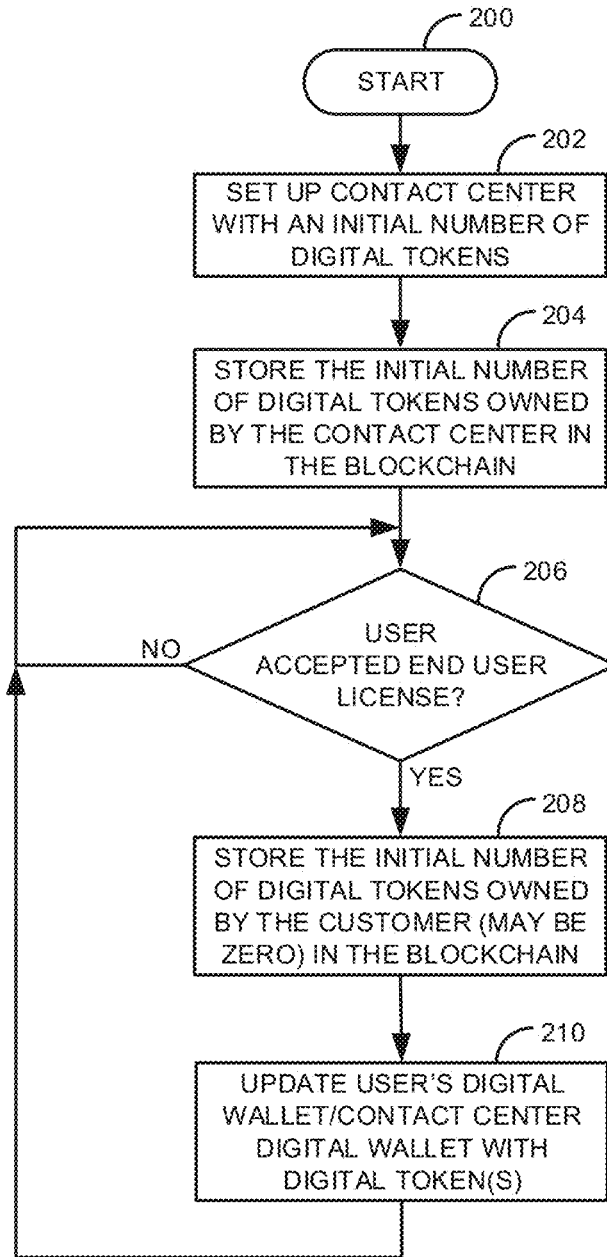 200
START
202
SET UP CONTACT CENTER
WITH AN INITIAL NUMBER OF
DIGITAL TOKENS
204
STORE THE INITIAL NUMBER
OF DIGITAL TOKENS OWNED
BY THE CONTACT CENTER IN
THE BLOCKCHAIN
206
USER
ACCEPTED END USER
LICENSE?
NO
YES
208
STORE THE INITIAL NUMBER
OF DIGITAL TOKENS OWNED
BY THE CUSTOMER (MAY BE
ZERO) IN THE BLOCKCHAIN
210
UPDATE USER'S DIGITAL
WALLET/CONTACT CENTER
DIGITAL WALLET WITH
DIGITAL TOKEN(S)